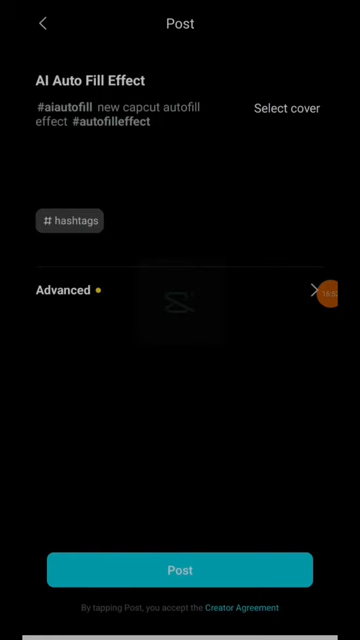 Post
AI Auto Fill Effect
#aiautofill new capcut autofill
effect #autofilleffect
Select cover
# hashtags
Advanced
Post
By tapping Post, you accept the Creator Agreement